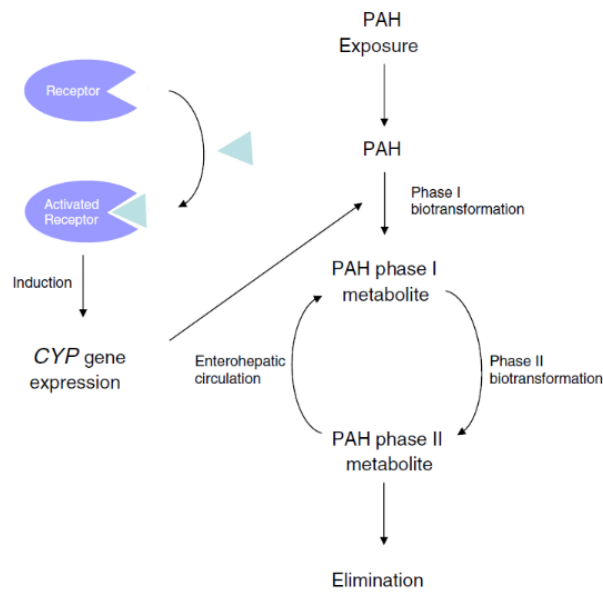 PAH
Exposure
Receptor
PAH
Phase I
biotransformation
Activated
Receptor
Induction
PAH phase I
metabolite
CYP gene
expression
Enterohepatic
circulation
Phase II
biotransformation
PAH phase II
metabolite
Elimination